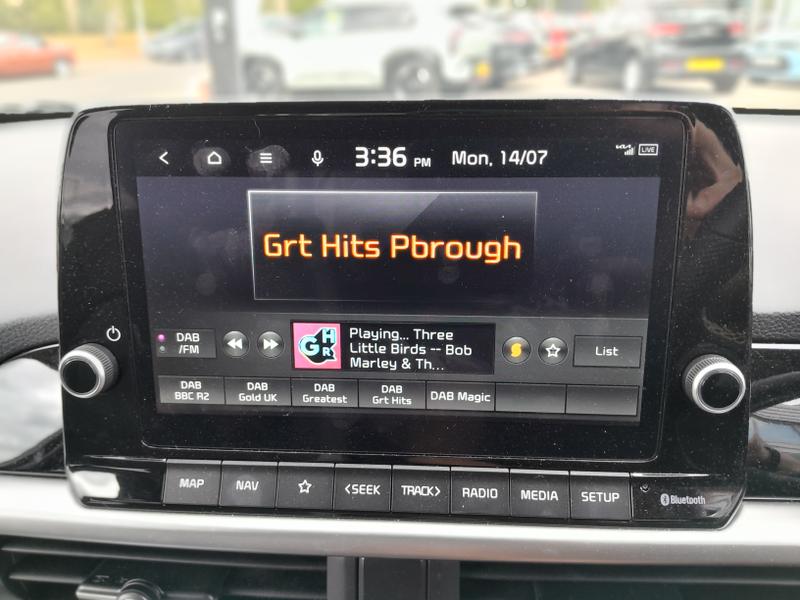 3:36 PM Mon, 14/07 KIA LIVE
Grt Hits Pbrough
DAB
/FM
GHR
Playing... Three
Little Birds -- Bob
Marley & Th...
List
DAB
BBC R2
DAB
Gold UK
DAB
Greatest
DAB
Grt Hits
DAB Magic
MAP
NAV
<SEEK
TRACK>
RADIO
MEDIA
SETUP
Bluetooth